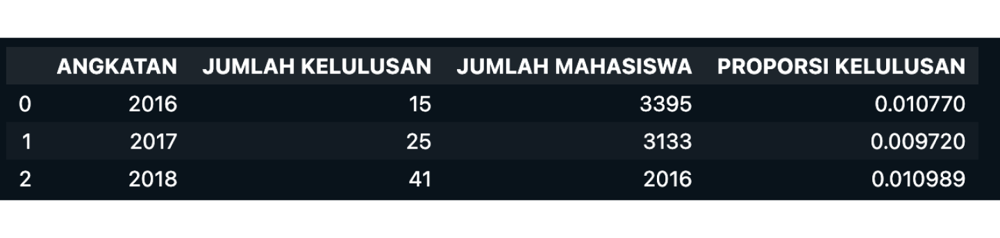 ANGKATAN JUMLAH KELULUSAN JUMLAH MAHASISWA PROPORSI KELULUSAN
0 2016 15 3395 0.010770
1 2017 25 3133 0.009720
2 2018 41 2016 0.010989